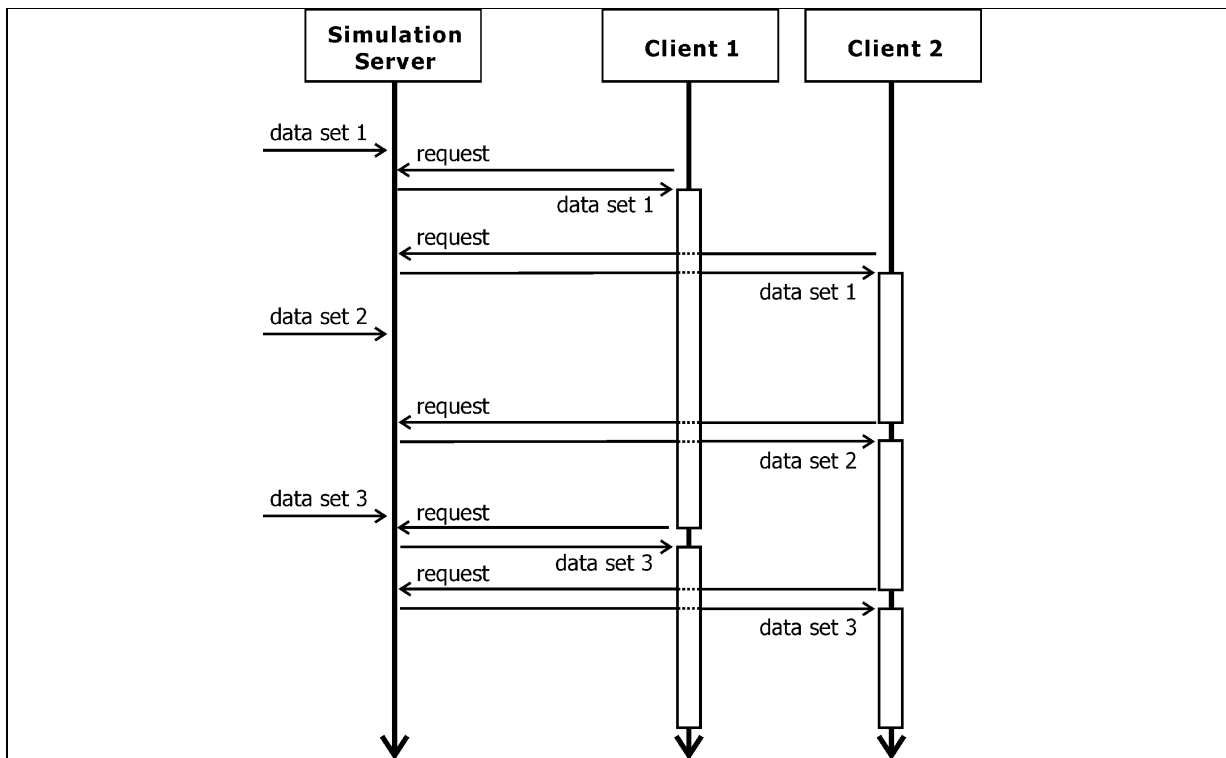 Simulation
Server
Client 1
Client 2
data set 1
request
data set 1
request
data set 1
data set 2
request
data set 2
data set 3
request
data set 3
request
data set 3